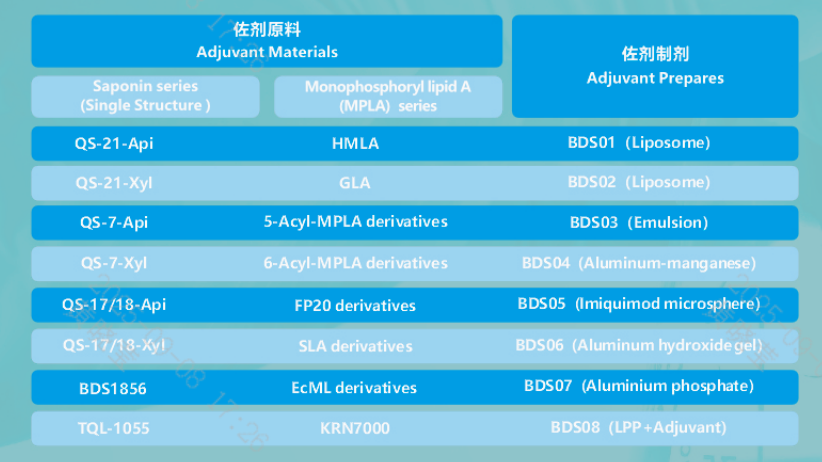 佐剂原料
Adjuvant Materials
佐剂制剂
Adjuvant Prepares
Saponin series
(Single Structure )
Monophosphoryl lipid A
(MPLA) series
QS-21-Api HMLA BDS01 (Liposome)
QS-21-Xyl GLA BDS02 (Liposome)
QS-7-Api 5-Acyl-MPLA derivatives BDS03 (Emulsion)
QS-7-Xyl 6-Acyl-MPLA derivatives BDS04 (Aluminum-manganese)
QS-17/18-Api FP20 derivatives BDS05 (Imiquimod microsphere)
QS-17/18-Xyl SLA derivatives BDS06 (Aluminum hydroxide gel)
BDS1856 EcML derivatives BDS07 (Aluminium phosphate)
TQL-1055 KRN7000 BDS08 (LPP+Adjuvant)
17:26